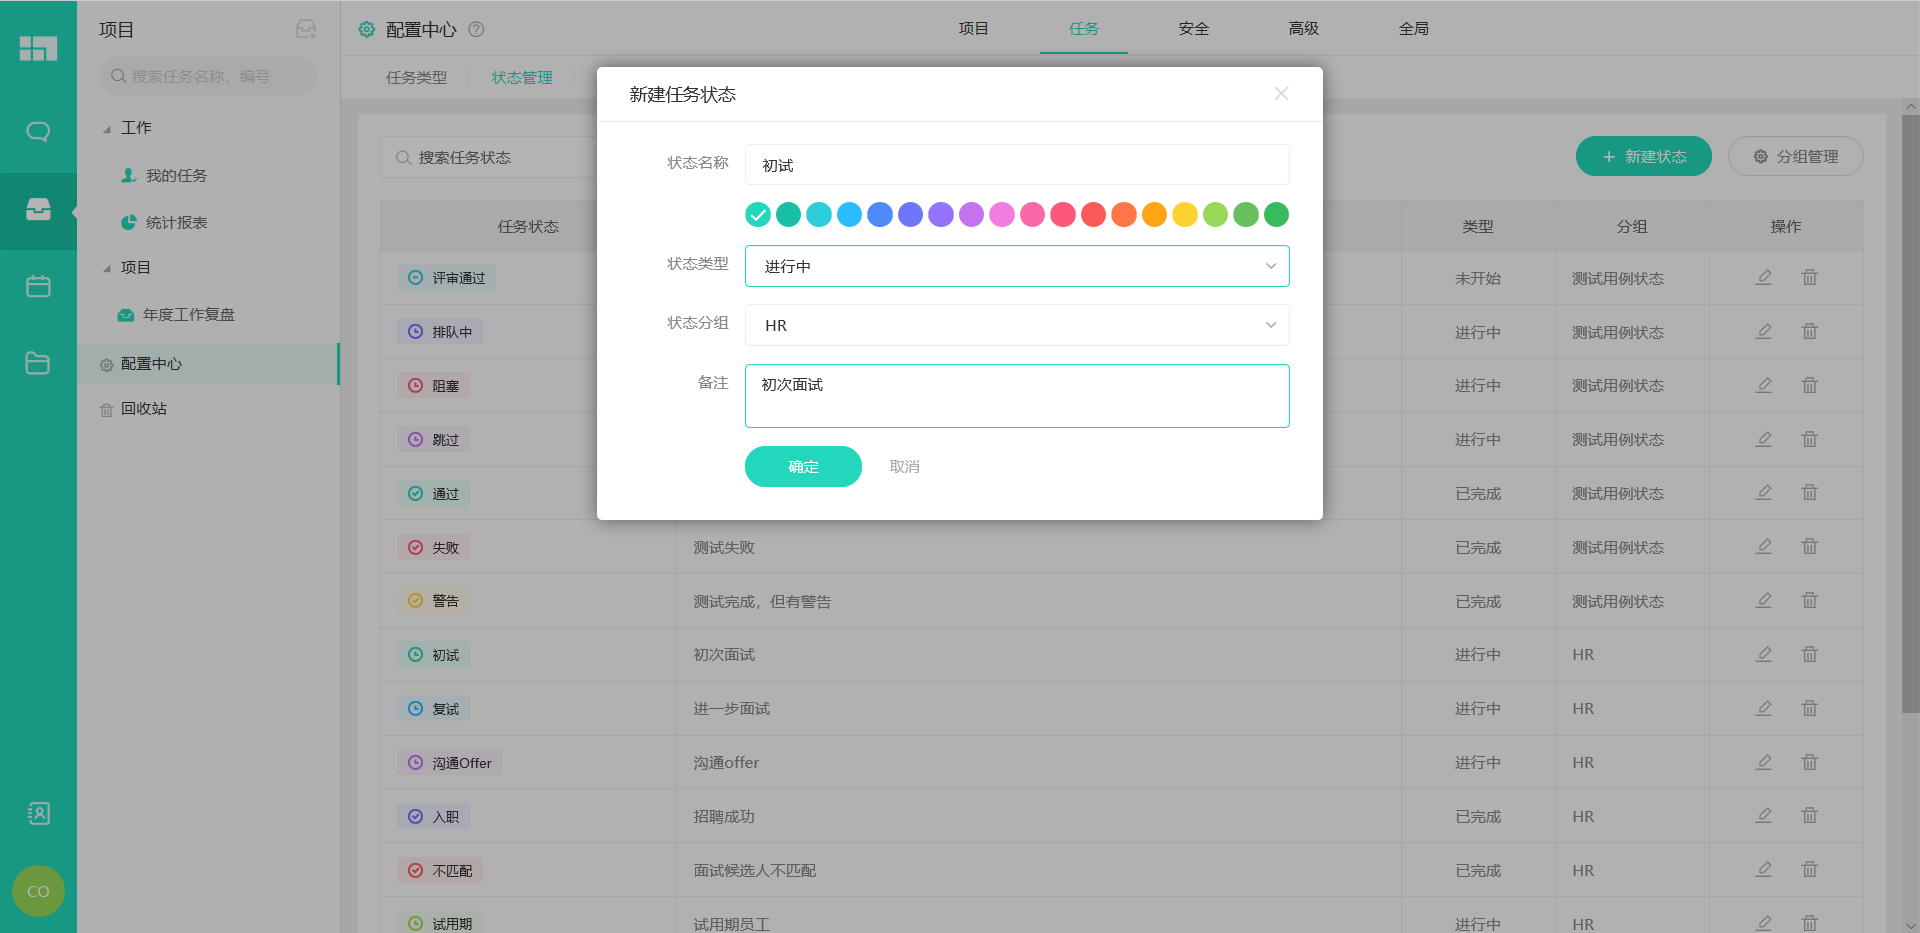 项目
配置中心
项目
任务
安全
高级
全局
搜索任务名称、编号
任务类型
状态管理
工作
我的任务
统计报表
项目
年度工作复盘
配置中心
回收站
CO
搜索任务状态
新建状态
分组管理
任务状态
类型
分组
操作
评审通过
未开始
测试用例状态
排队中
进行中
测试用例状态
阻塞
进行中
测试用例状态
跳过
进行中
测试用例状态
通过
已完成
测试用例状态
失败
测试失败
已完成
测试用例状态
警告
测试完成，但有警告
已完成
测试用例状态
初试
初次面试
进行中
HR
复试
进一步面试
进行中
HR
沟通Offer
沟通offer
进行中
HR
入职
招聘成功
已完成
HR
不匹配
面试候选人不匹配
已完成
HR
试用期
试用期员工
进行中
HR
新建任务状态
状态名称
初试
状态类型
进行中
状态分组
HR
备注
初次面试
确定
取消